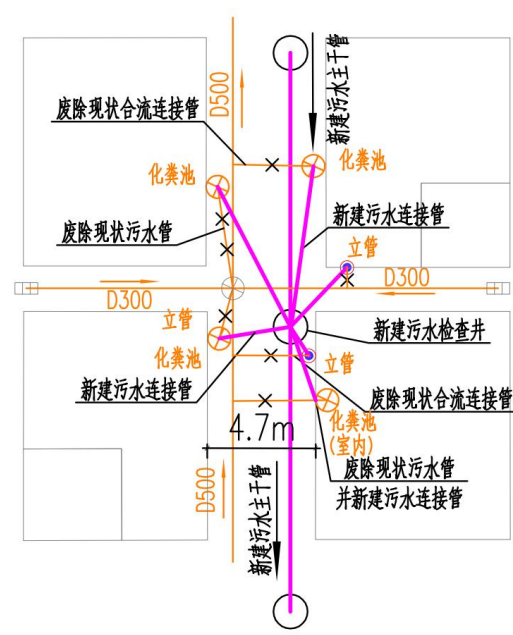 D500
新建污水主干管
废除现状合流连接管
化粪池
化粪池
新建污水连接管
废除现状污水管
立管
D300
D300
立管
新建污水检查井
化粪池
立管
新建污水连接管
废除现状合流连接管
4.7m
化粪池
(室内)
废除现状污水管
并新建污水连接管
D500
新建污水主干管